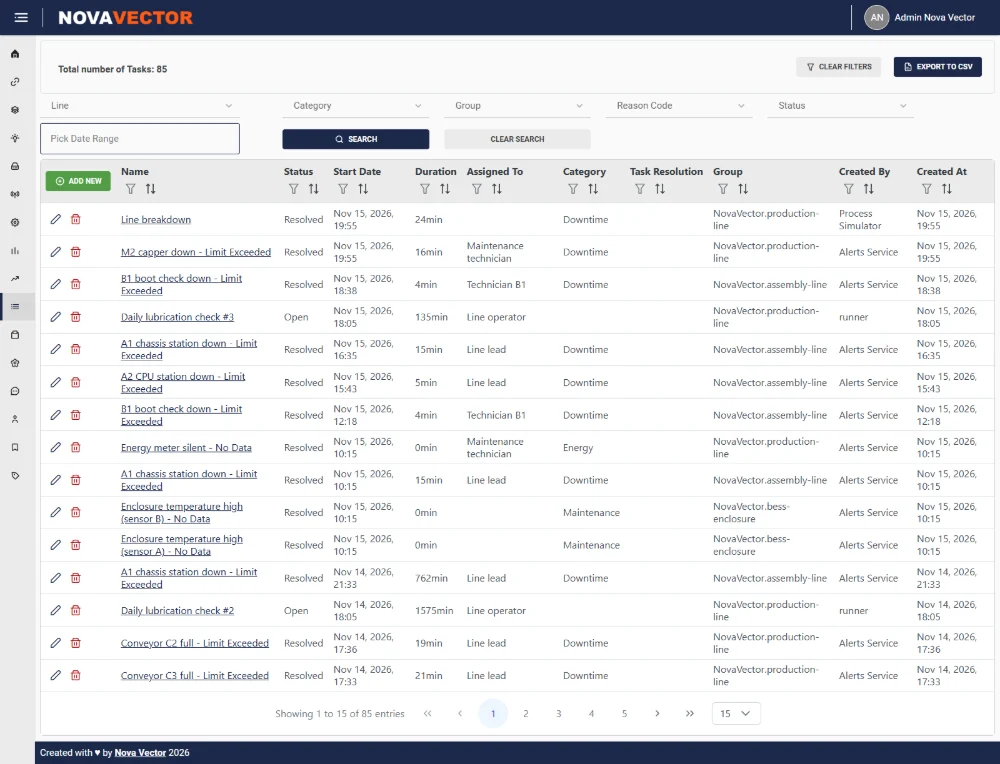 NOVAVECTOR
AN Admin Nova Vector
Total number of Tasks: 85
CLEAR FILTERS
EXPORT TO CSV
Line Category Group Reason Code Status
Pick Date Range
SEARCH
CLEAR SEARCH
ADD NEW Name Status Start Date Duration Assigned To Category Task Resolution Group Created By Created At
Line breakdown Resolved Nov 15, 2026, 19:55 24min Downtime NovaVector.production-line Process Simulator Nov 15, 2026, 19:55
M2 capper down - Limit Exceeded Resolved Nov 15, 2026, 19:55 16min Maintenance technician Downtime NovaVector.production-line Alerts Service Nov 15, 2026, 19:55
B1 boot check down - Limit Exceeded Resolved Nov 15, 2026, 18:38 4min Technician B1 Downtime NovaVector.assembly-line Alerts Service Nov 15, 2026, 18:38
Daily lubrication check #3 Open Nov 15, 2026, 18:05 135min Line operator NovaVector.production-line runner Nov 15, 2026, 18:05
A1 chassis station down - Limit Exceeded Resolved Nov 15, 2026, 16:35 15min Line lead Downtime NovaVector.assembly-line Alerts Service Nov 15, 2026, 16:35
A2 CPU station down - Limit Exceeded Resolved Nov 15, 2026, 15:43 5min Line lead Downtime NovaVector.assembly-line Alerts Service Nov 15, 2026, 15:43
B1 boot check down - Limit Exceeded Resolved Nov 15, 2026, 12:18 4min Technician B1 Downtime NovaVector.assembly-line Alerts Service Nov 15, 2026, 12:18
Energy meter silent - No Data Resolved Nov 15, 2026, 10:15 0min Maintenance technician Energy NovaVector.production-line Alerts Service Nov 15, 2026, 10:15
A1 chassis station down - Limit Exceeded Resolved Nov 15, 2026, 10:15 15min Line lead Downtime NovaVector.assembly-line Alerts Service Nov 15, 2026, 10:15
Enclosure temperature high (sensor B) - No Data Resolved Nov 15, 2026, 10:15 0min Maintenance NovaVector.bess-enclosure Alerts Service Nov 15, 2026, 10:15
Enclosure temperature high (sensor A) - No Data Resolved Nov 15, 2026, 10:15 0min Maintenance NovaVector.bess-enclosure Alerts Service Nov 15, 2026, 10:15
A1 chassis station down - Limit Exceeded Resolved Nov 14, 2026, 21:33 762min Line lead Downtime NovaVector.assembly-line Alerts Service Nov 14, 2026, 21:33
Daily lubrication check #2 Open Nov 14, 2026, 18:05 1575min Line operator NovaVector.production-line runner Nov 14, 2026, 18:05
Conveyor C2 full - Limit Exceeded Resolved Nov 14, 2026, 17:36 19min Line lead Downtime NovaVector.production-line Alerts Service Nov 14, 2026, 17:36
Conveyor C3 full - Limit Exceeded Resolved Nov 14, 2026, 17:33 21min Line lead Downtime NovaVector.production-line Alerts Service Nov 14, 2026, 17:33
Showing 1 to 15 of 85 entries « ‹ 1 2 3 4 5 › » 15
Created with ♥ by Nova Vector 2026